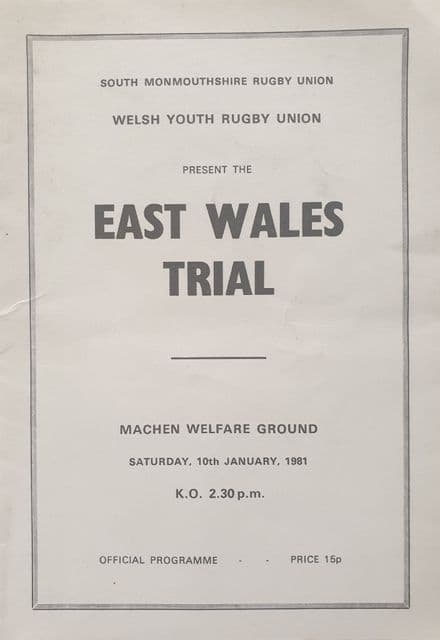 SOUTH MONMOUTHSHIRE RUGBY UNION
WELSH YOUTH RUGBY UNION
PRESENT THE
EAST WALES
TRIAL
MACHEN WELFARE GROUND
SATURDAY, 10th JANUARY, 1981
K.O. 2.30 p.m.
OFFICIAL PROGRAMME - - PRICE 15p